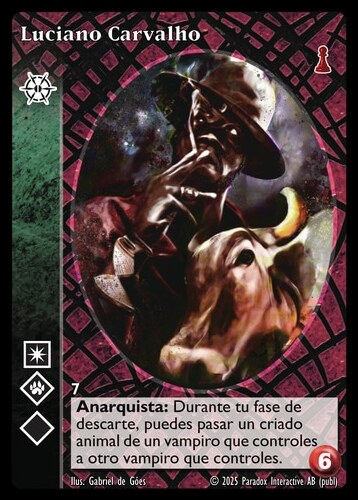 Luciano Carvalho
7
Anarquista: Durante tu fase de
descarte, puedes pasar un criado
animal de un vampiro que controles
a otro vampiro que controles.
6
Ilus. Gabriel de Góes
© 2025 Paradox Interactive AB (publ)